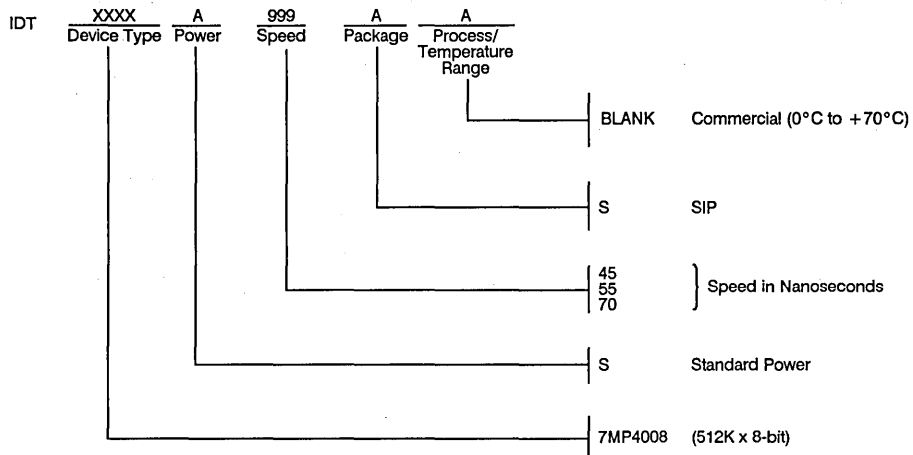 IDT XXXX A 999 A A
Device Type Power Speed Package Process/
Temperature
Range
BLANK Commercial (0°C to +70°C)
S SIP
45
55
70
Speed in Nanoseconds
S Standard Power
7MP4008 (512K x 8-bit)